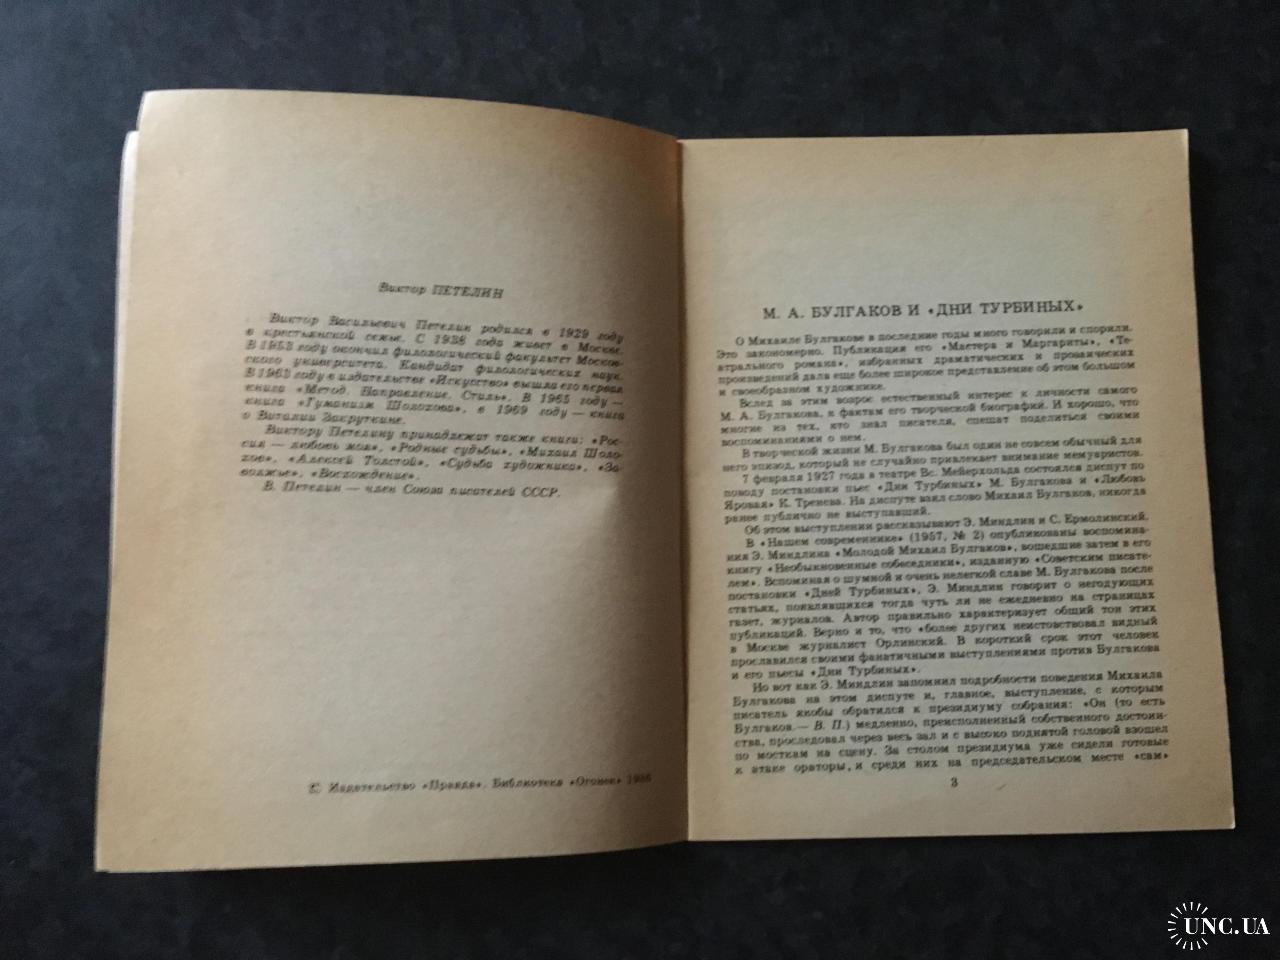 Виктор ПЕТЕЛИН
Виктор Васильевич Петелин родился в 1929 году
в крестьянской семье. С 1938 года живет в Москве.
В 1953 году окончил филологический факультет Москов-
ского университета. Кандидат филологических наук.
В 1963 году в издательстве «Искусство» вышла его первая
книга «Метод. Направление. Стиль». В 1965 году —
книга «Гуманизм Шолохова», в 1969 году — книга
о Виталии Закруткине.
Виктору Петелину принадлежат также книги: «Рос-
сия — любовь моя», «Родные судьбы», «Михаил Шоло-
хов», «Алексей Толстой», «Судьба художника», «За-
волжье», «Восхождение».
В. Петелин — член Союза писателей СССР.
© Издательство «Правда». Библиотека «Огонек»
М. А. БУЛГАКОВ И «ДНИ ТУРБИНЫХ»
О Михаиле Булгакове в последние годы много говорили и спорили.
Это закономерно. Публикация его «Мастера и Маргариты», «Те-
атрального романа», избранных драматических и прозаических
произведений дала еще более широкое представление об этом большом
и своеобразном художнике.
Вслед за этим возрос естественный интерес к личности самого
М. А. Булгакова, к фактам его творческой биографии. И хорошо, что
многие из тех, кто знал писателя, спешат поделиться своими
воспоминаниями о нем.
В творческой жизни М. Булгакова был один не совсем обычный для
него эпизод, который не случайно привлекает внимание мемуаристов.
7 февраля 1927 года в театре Вс. Мейерхольда состоялся диспут по
поводу постановки пьес «Дни Турбиных» М. Булгакова и «Любовь
Яровая» К. Тренева. На диспуте взял слово Михаил Булгаков, никогда
ранее публично не выступавший.
Об этом выступлении рассказывают Э. Миндлин и С. Ермолинский.
В «Нашем современнике» (1967, № 2) опубликованы воспомина-
ния Э. Миндлина «Молодой Михаил Булгаков», вошедшие затем в его
книгу «Необыкновенные собеседники», изданную «Советским писате-
лем». Вспоминая о шумной и очень нелегкой славе М. Булгакова после
постановки «Дней Турбиных», Э. Миндлин говорит о негодующих
статьях, появлявшихся тогда чуть ли не ежедневно на страницах
газет, журналов. Автор правильно характеризует общий тон этих
публикаций. Верно и то, что «более других неистовствовал видный
в Москве журналист Орлинский. В короткий срок этот человек
прославился своими фанатичными выступлениями против Булгакова
и его пьесы «Дни Турбиных».
Но вот как Э. Миндлин запомнил подробности поведения Михаила
Булгакова на этом диспуте и, главное, выступление, с которым
писатель якобы обратился к президиуму собрания: «Он (то есть
Булгаков.— В. П.) медленно, преисполненный собственного достоин-
ства, проследовал через весь зал и с высоко поднятой головой взошел
по мосткам на сцену. За столом президиума уже сидели готовые
к атаке ораторы, и среди них на председательском месте «сам»
3
UNC.UA